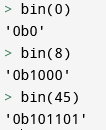 > bin(0)
'0b0'
> bin(8)
'0b1000'
> bin(45)
'0b101101'